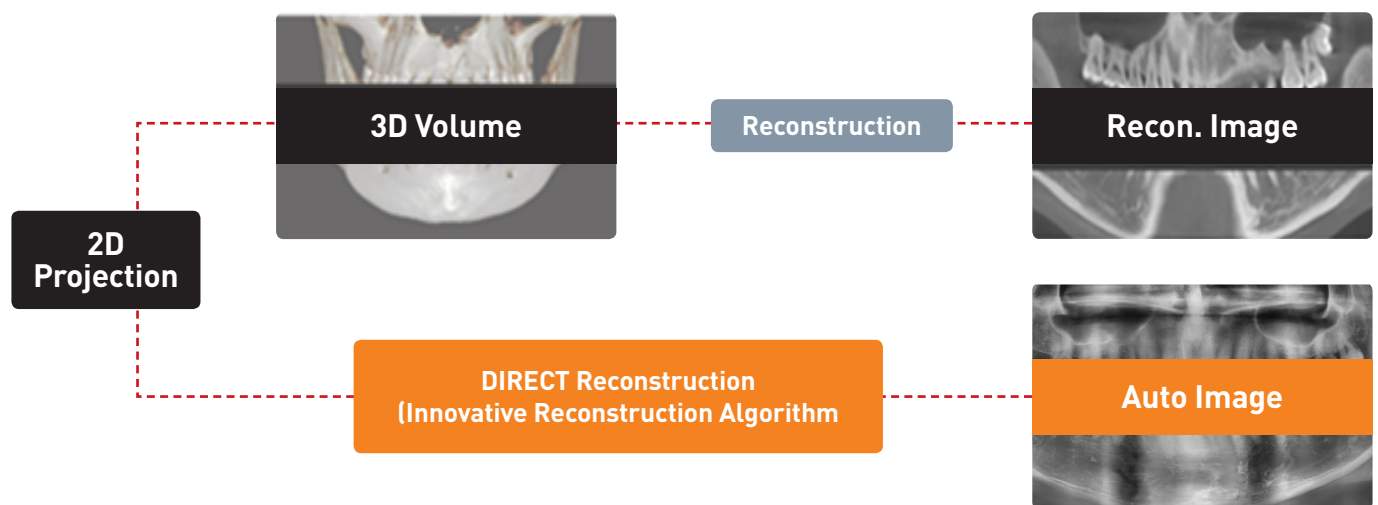 3D Volume
Reconstruction
Recon. Image
2D
Projection
DIRECT Reconstruction
(Innovative Reconstruction Algorithm
Auto Image